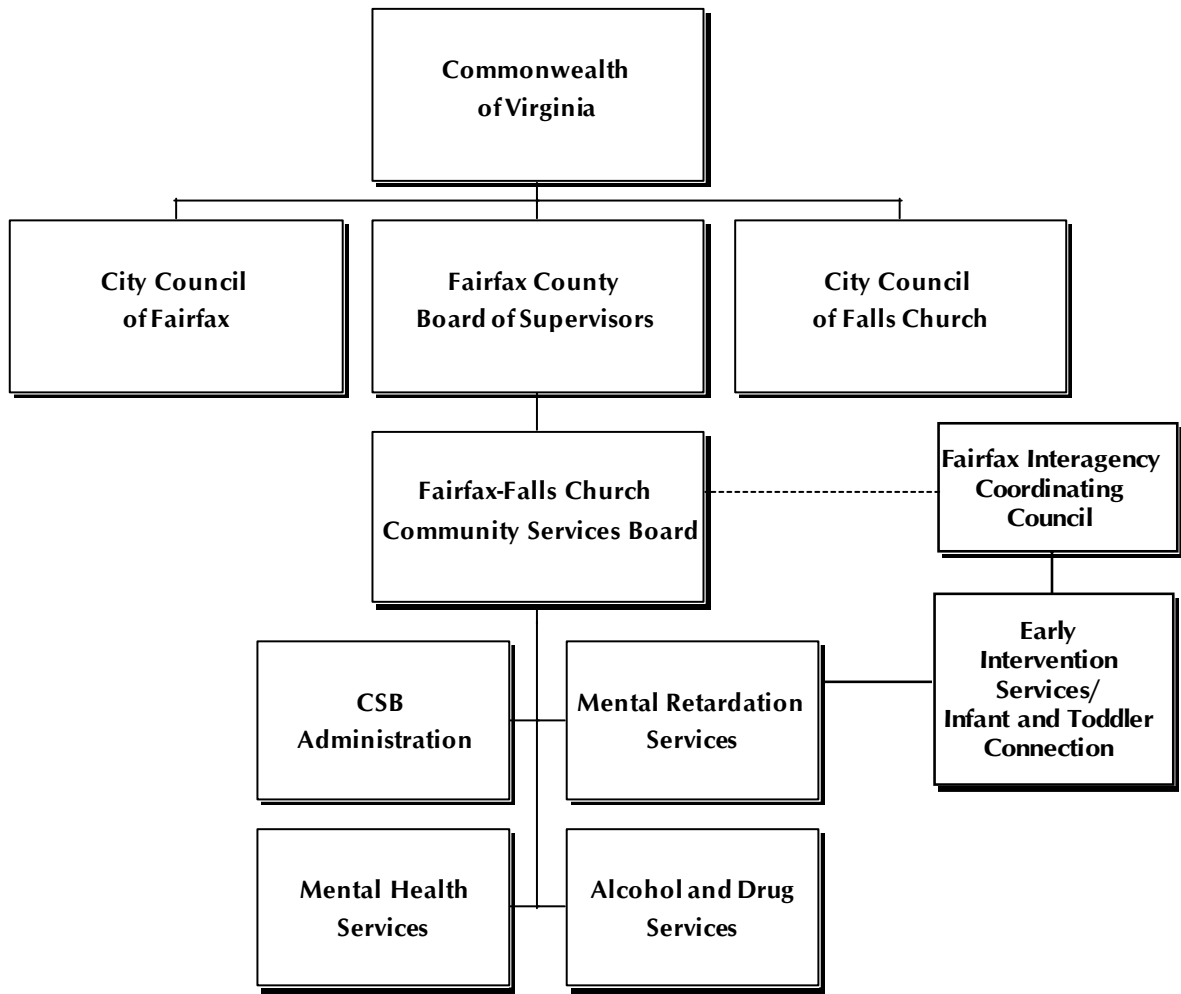 Commonwealth
of Virginia
City Council
of Fairfax
Fairfax County
Board of Supervisors
City Council
of Falls Church
Fairfax-Falls Church
Community Services Board
Fairfax Interagency
Coordinating
Council
Early
Intervention
Services/
Infant and Toddler
Connection
CSB
Administration
Mental Retardation
Services
Mental Health
Services
Alcohol and Drug
Services